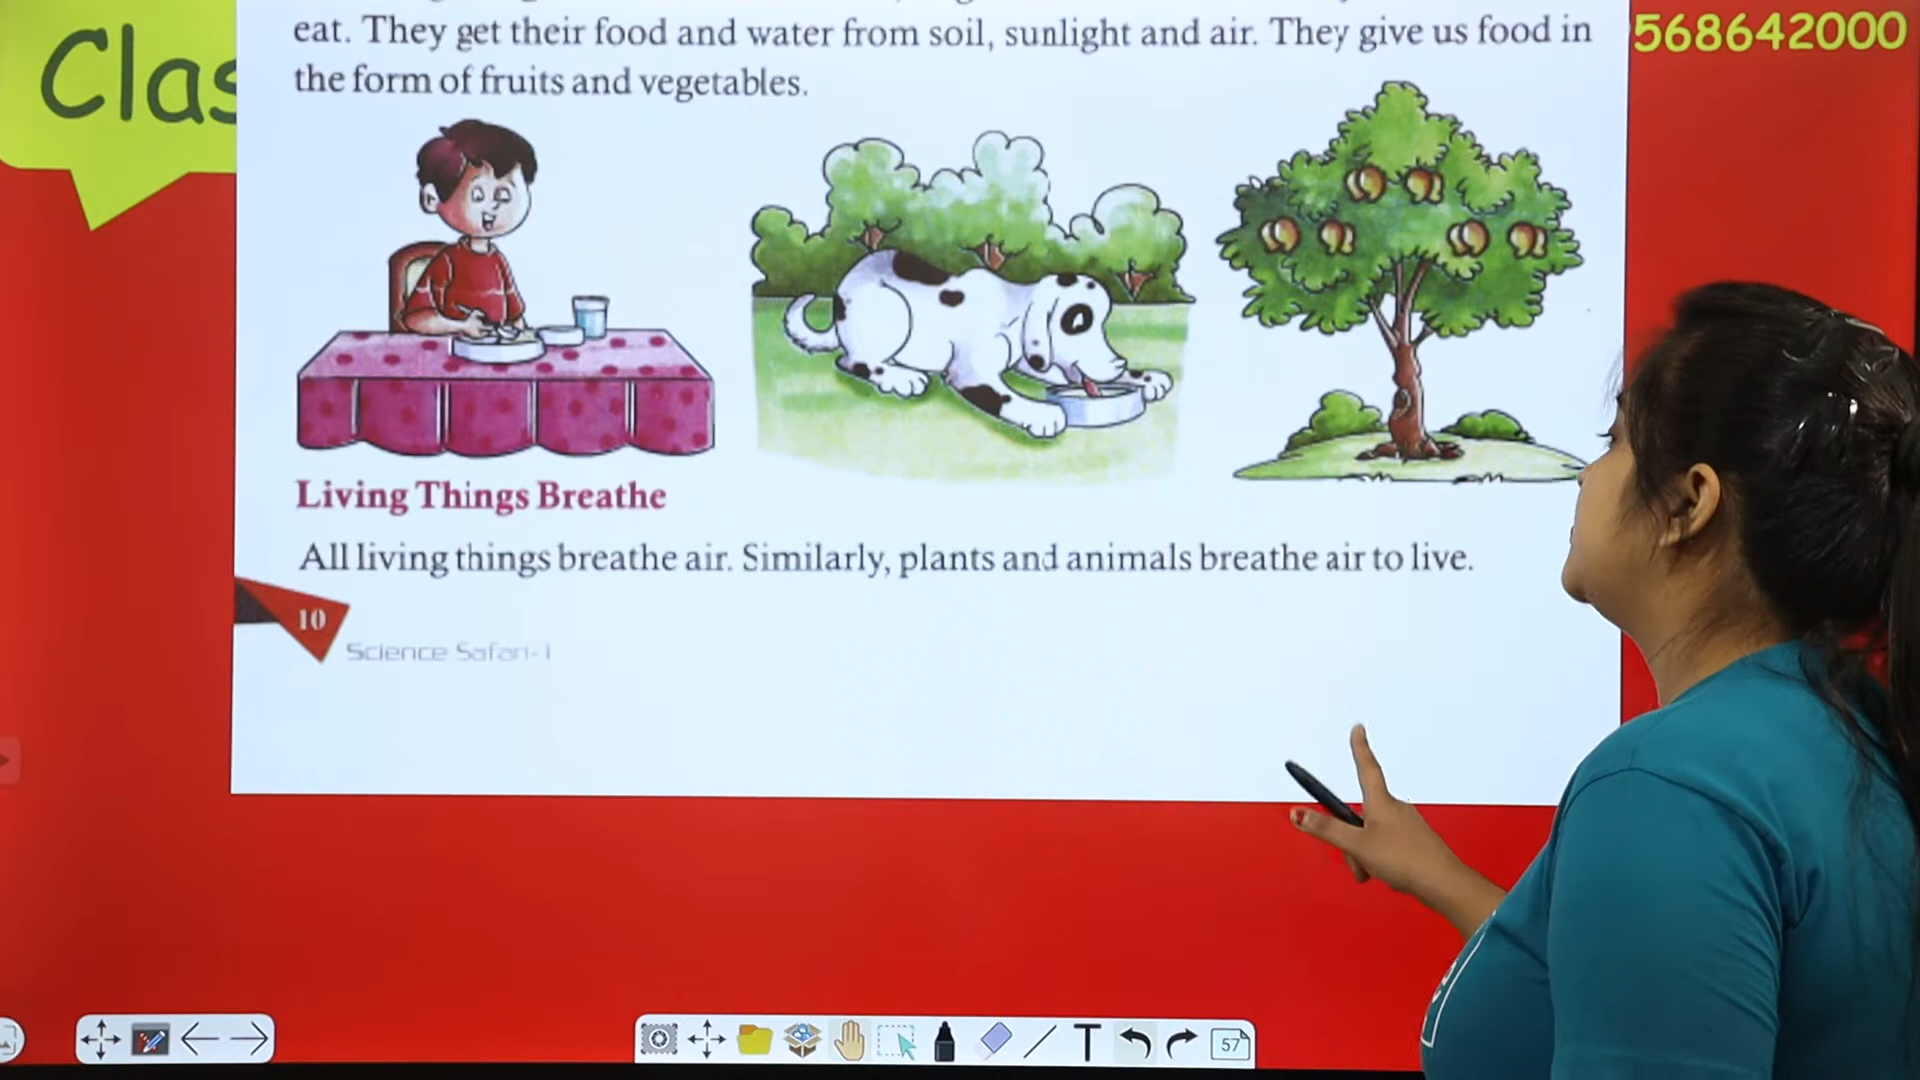 Clas
568642000
eat. They get their food and water from soil, sunlight and air. They give us food in
the form of fruits and vegetables.
Living Things Breathe
All living things breathe air. Similarly, plants and animals breathe air to live.
10
Science Safari-1
T
57